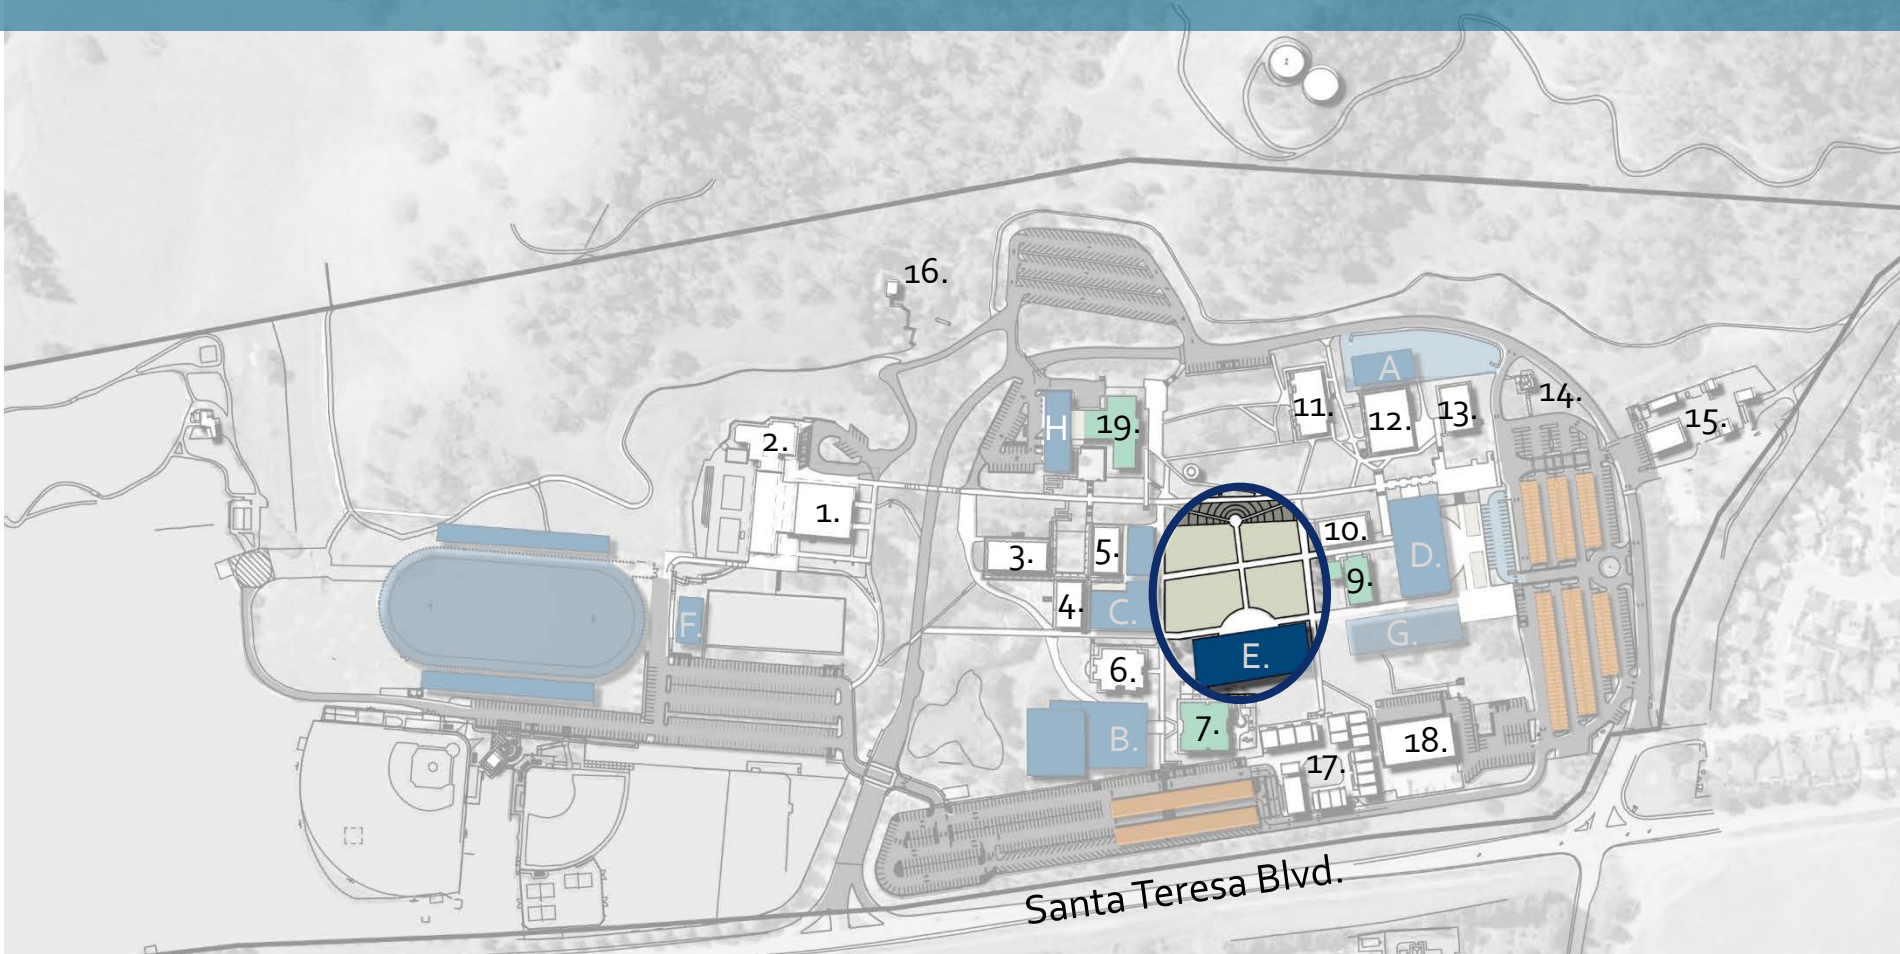 16.
A
14.
11.
12.
13.
15.
H
19.
2.
1.
10.
5.
3.
D.
9.
4.
C.
F.
G.
E.
6.
7.
B.
18.
17.
Santa Teresa Blvd.